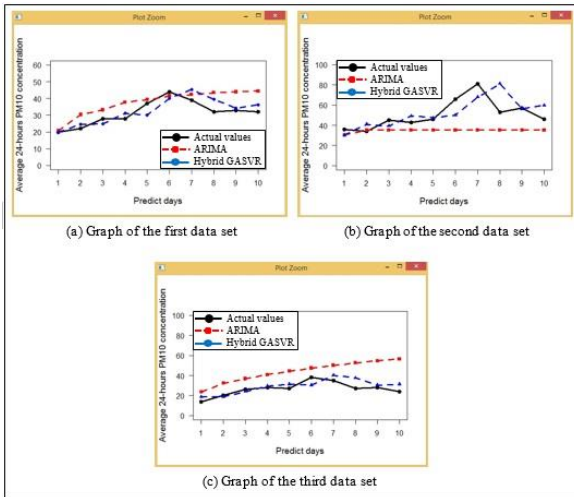 Plot Zoom
Average 24-hours PM10 concentration
60
50
40
30
20
10
0
Actual values
ARIMA
Hybrid GASVR
1 2 3 4 5 6 7 8 9 10
Predict days
(a) Graph of the first data set
Plot Zoom
Average 24-hours PM10 concentration
100
80
60
40
20
0
Actual values
ARIMA
Hybrid GASVR
1 2 3 4 5 6 7 8 9 10
Predict days
(b) Graph of the second data set
Plot Zoom
Average 24-hours PM10 concentration
100
80
60
40
20
0
Actual values
ARIMA
Hybrid GASVR
1 2 3 4 5 6 7 8 9 10
Predict days
(c) Graph of the third data set